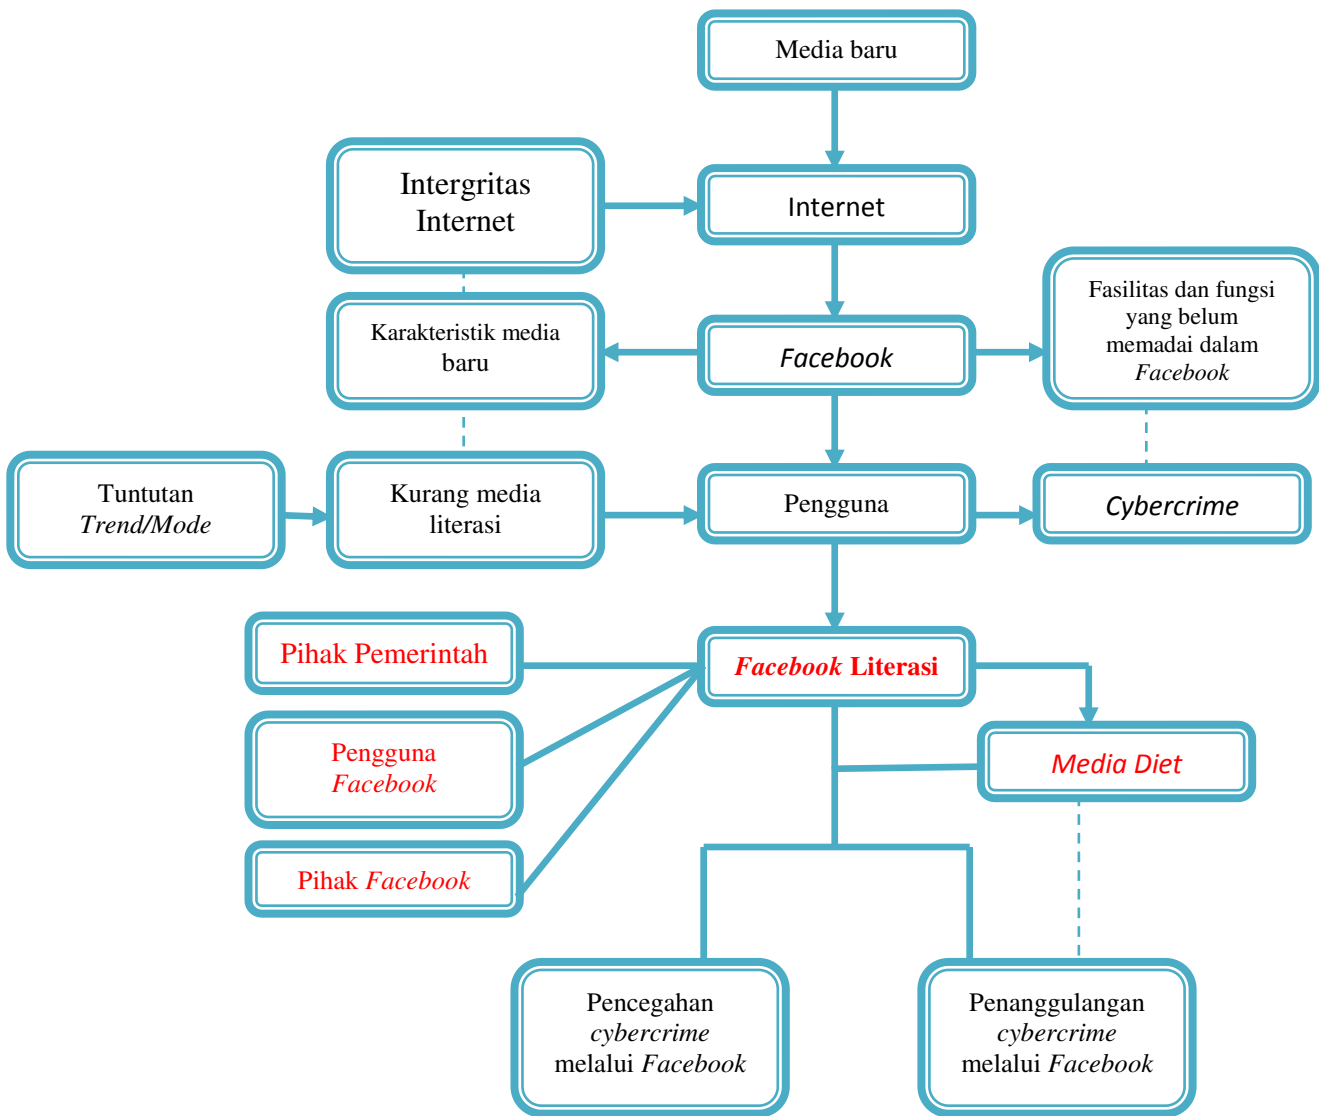 Media baru
Intergritas
Internet
Internet
Fasilitas dan fungsi
yang belum
memadai dalam
Facebook
Karakteristik media
baru
Facebook
Tuntutan
Trend/Mode
Kurang media
literasi
Pengguna
Cybercrime
Pihak Pemerintah
Facebook Literasi
Pengguna
Facebook
Media Diet
Pihak Facebook
Pencegahan
cybercrime
melalui Facebook
Penanggulangan
cybercrime
melalui Facebook